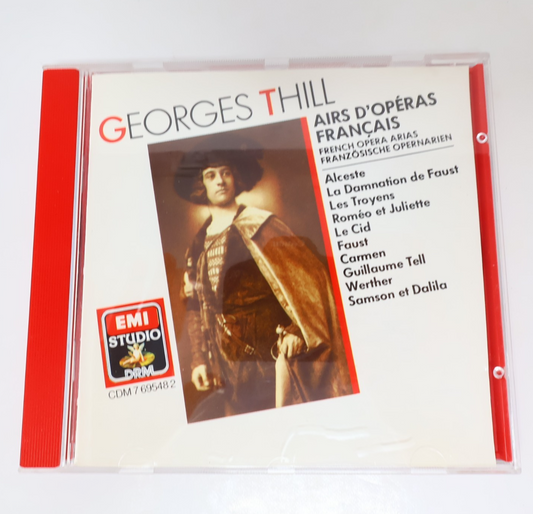 GEORGES THILL
AIRS D'OPÉRAS
FRANÇAIS
FRENCH OPERA ARIAS
FRANZÖSISCHE OPERNARIEN
Alceste
La Damnation de Faust
Les Troyens
Roméo et Juliette
Le Cid
Faust
Carmen
Guillaume Tell
Werther
Samson et Dalila
EMI
STUDIO
DRM
CDM 7 69548 2